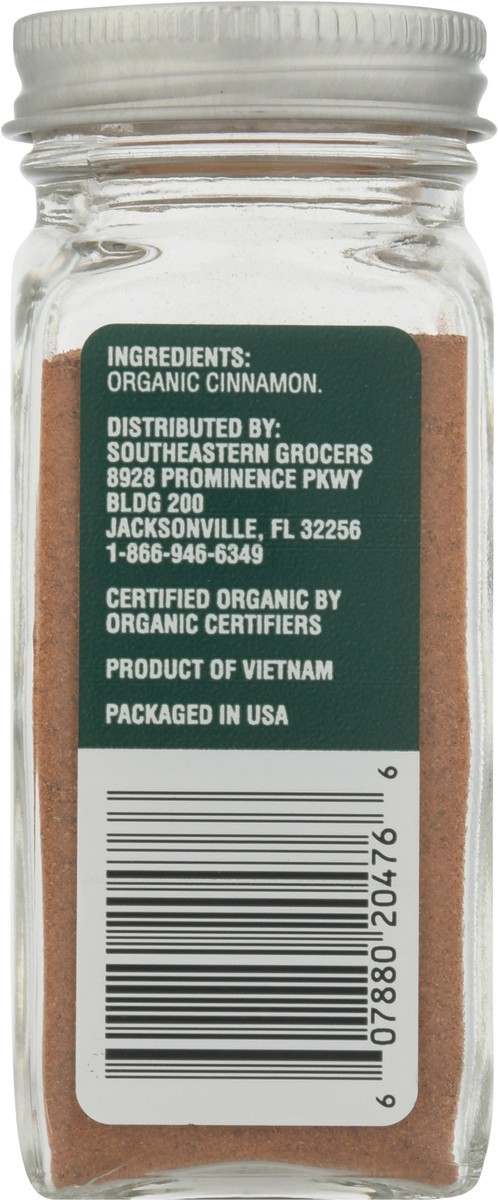 INGREDIENTS:
ORGANIC CINNAMON.
DISTRIBUTED BY:
SOUTHEASTERN GROCERS
8928 PROMINENCE PKWY
BLDG 200
JACKSONVILLE, FL 32256
1-866-946-6349
CERTIFIED ORGANIC BY
ORGANIC CERTIFIERS
PRODUCT OF VIETNAM
PACKAGED IN USA
6 07880 20476 6